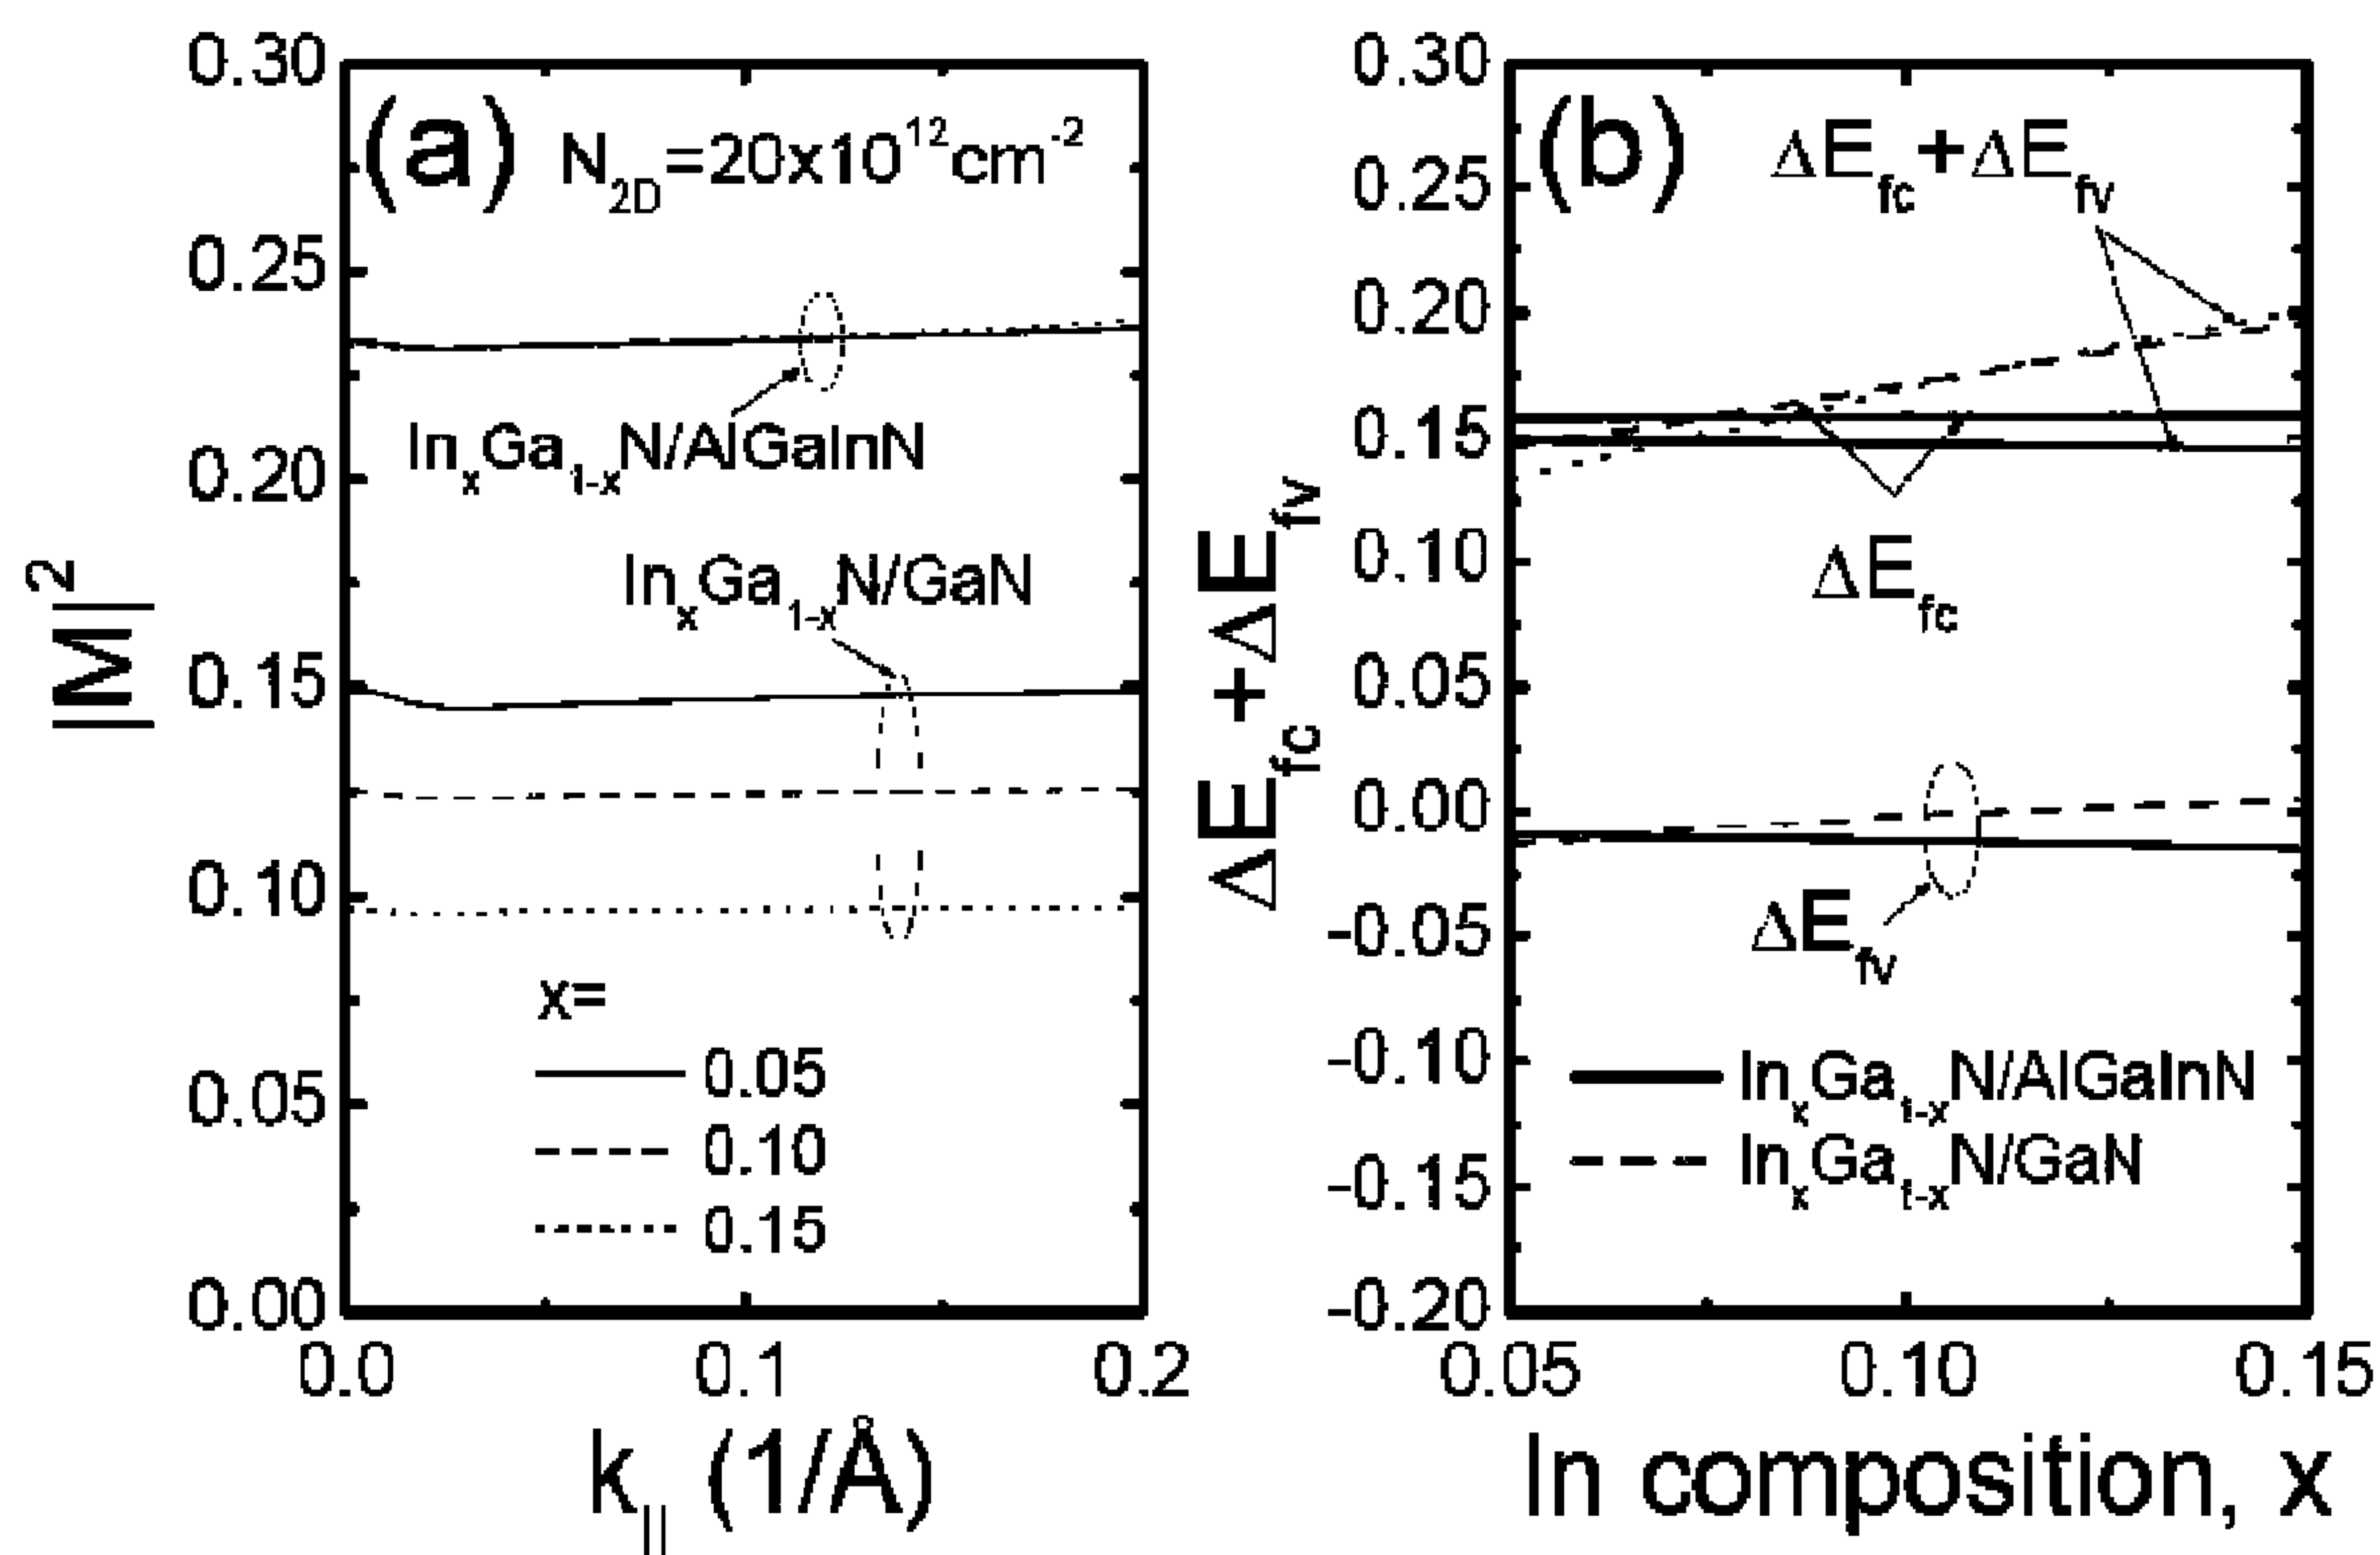 (a) N₂D=20x10¹²cm⁻²
|M|²
0.30
0.25
0.20
0.15
0.10
0.05
0.00
InₓGa₁₋ₓN/AlGaInN
InₓGa₁₋ₓN/GaN
x=
0.05
0.10
0.15
0.0 0.1 0.2
k|| (1/Å)
(b) ΔEfc+ΔEfv
ΔEfc+ΔEfv
0.30
0.25
0.20
0.15
0.10
0.05
0.00
-0.05
-0.10
-0.15
-0.20
ΔEfc
ΔEfv
InₓGa₁₋ₓN/AlGaInN
InₓGa₁₋ₓN/GaN
0.05 0.10 0.15
In composition, x